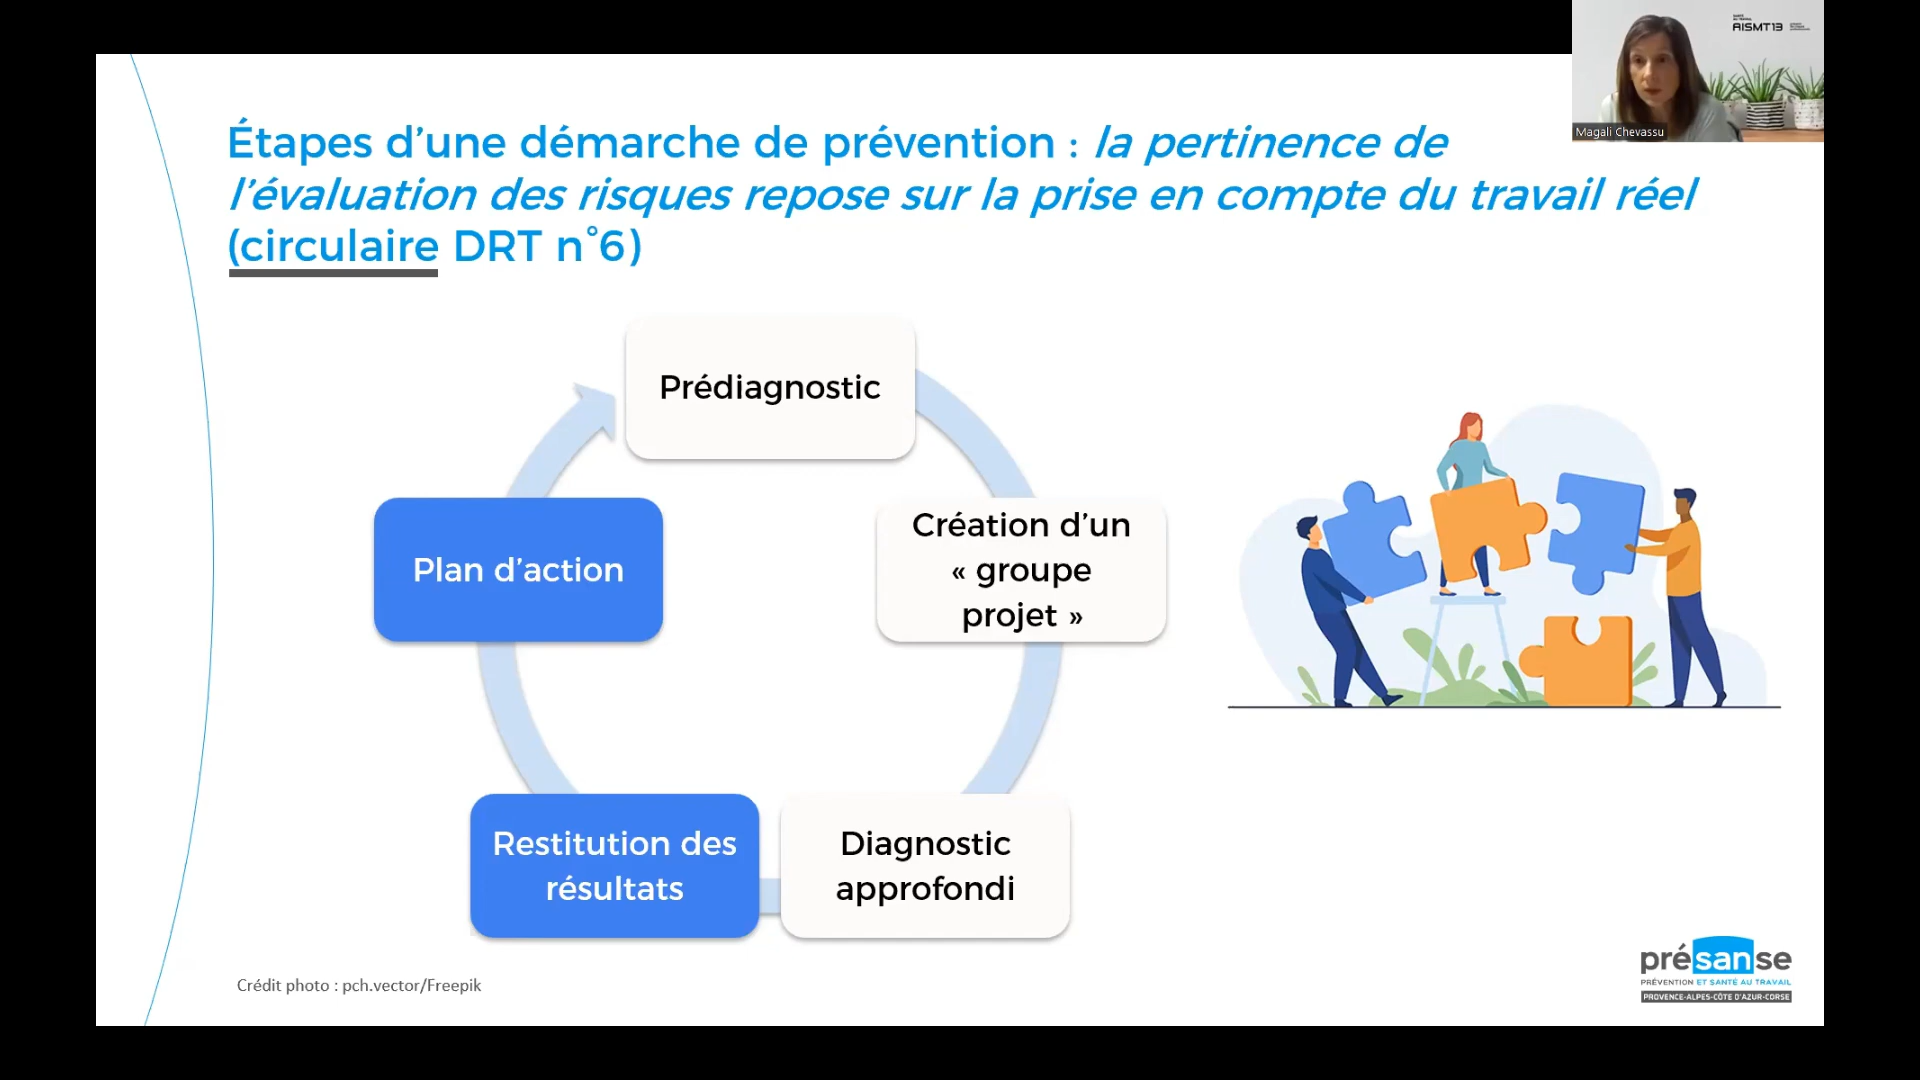 Étapes d’une démarche de prévention : la pertinence de
l’évaluation des risques repose sur la prise en compte du travail réel
(circulaire DRT n°6)
Prédiagnostic
Création d’un
« groupe
projet »
Diagnostic
approfondi
Restitution des
résultats
Plan d’action
Crédit photo : pch.vector/Freepik
présanse
PRÉVENTION ET SANTÉ AU TRAVAIL
PROVENCE-ALPES-CÔTE D'AZUR-CORSE
AISMT13
Magali Chevassu